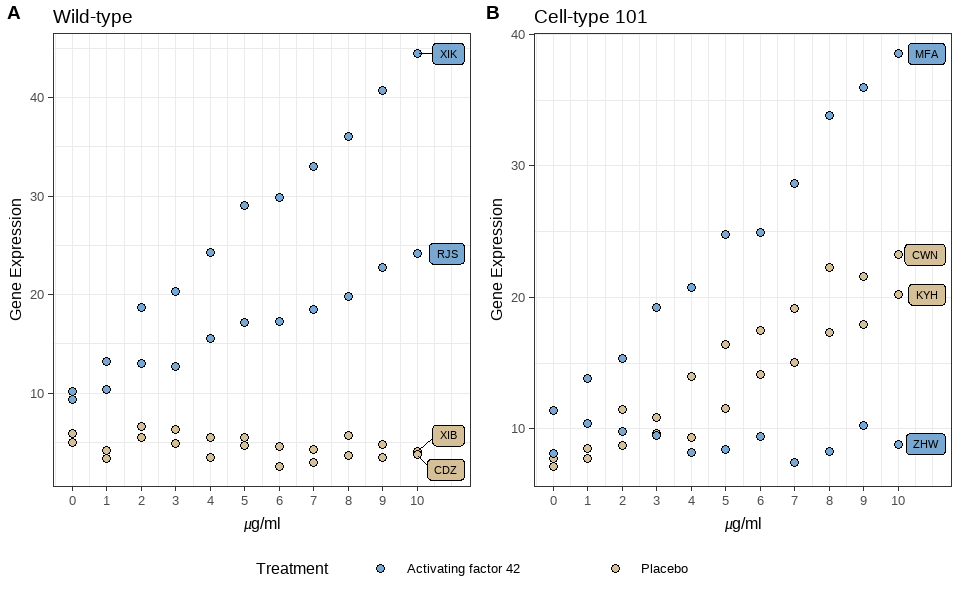 A
Wild-type
Gene Expression
40
30
20
10
XIK
RJS
XIB
CDZ
0 1 2 3 4 5 6 7 8 9 10
µg/ml
B
Cell-type 101
Gene Expression
40
30
20
10
MFA
CWN
KYH
ZHW
0 1 2 3 4 5 6 7 8 9 10
µg/ml
Treatment Activating factor 42 Placebo